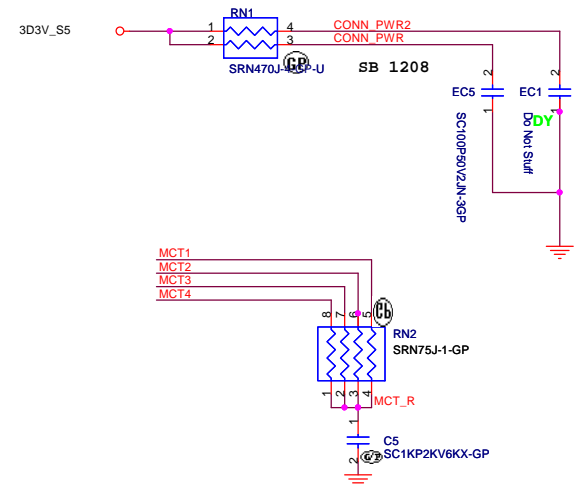 RN1
3D3V_S5
1
4
CONN_PWR2
2
3
CONN_PWR
GP
SRN470J-4-GP-U
SB 1208
2
2
EC5
EC1
1
1
DY
SC100P50V2JN-3GP
Do Not Stuff
MCT1
MCT2
MCT3
MCT4
8
7
6
5
RN2
SRN75J-1-GP
1
2
3
4
MCT_R
1
C5
2
SC1KP2KV6KX-GP